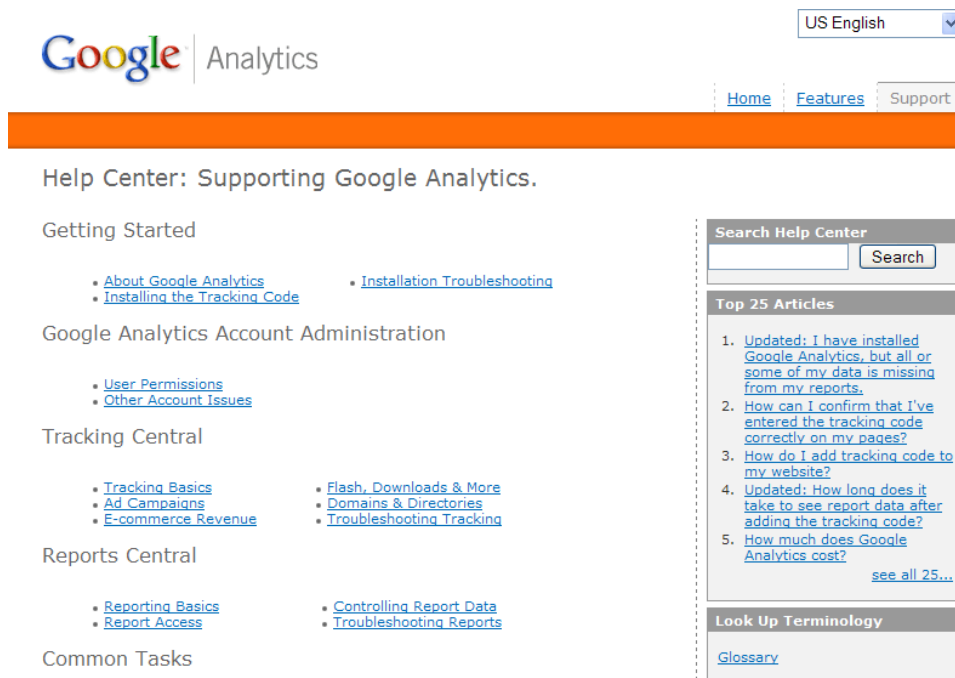 US English
Google Analytics
Home Features Support
Help Center: Supporting Google Analytics.
Getting Started
• About Google Analytics
• Installing the Tracking Code
• Installation Troubleshooting
Google Analytics Account Administration
• User Permissions
• Other Account Issues
Tracking Central
• Tracking Basics
• Ad Campaigns
• E-commerce Revenue
• Flash, Downloads & More
• Domains & Directories
• Troubleshooting Tracking
Reports Central
• Reporting Basics
• Report Access
• Controlling Report Data
• Troubleshooting Reports
Common Tasks
Search Help Center
Search
Top 25 Articles
1. Updated: I have installed
Google Analytics, but all or
some of my data is missing
from my reports.
2. How can I confirm that I've
entered the tracking code
correctly on my pages?
3. How do I add tracking code to
my website?
4. Updated: How long does it
take to see report data after
adding the tracking code?
5. How much does Google
Analytics cost?
see all 25...
Look Up Terminology
Glossary